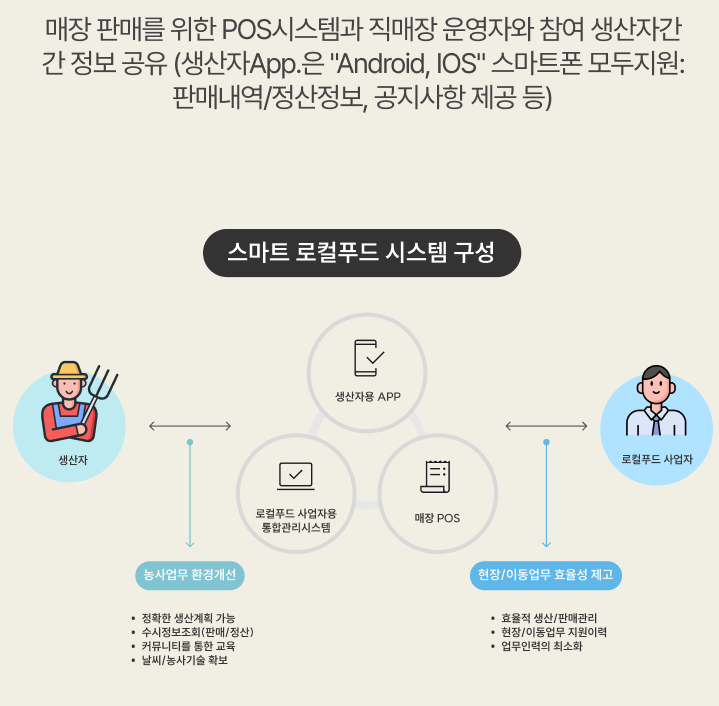 매장 판매를 위한 POS시스템과 직매장 운영자와 참여 생산자간
간 정보 공유 (생산자App.은 "Android, IOS" 스마트폰 모두지원:
판매내역/정산정보, 공지사항 제공 등)
스마트 로컬푸드 시스템 구성
생산자용 APP
생산자
로컬푸드 사업자
로컬푸드 사업자용
통합관리시스템
매장 POS
농사업무 환경개선
• 정확한 생산계획 가능
• 수시정보조회(판매/정산)
• 커뮤니티를 통한 교육
• 날씨/농사기술 확보
현장/이동업무 효율성 제고
• 효율적 생산/판매관리
• 현장/이동업무 지원이력
• 업무인력의 최소화